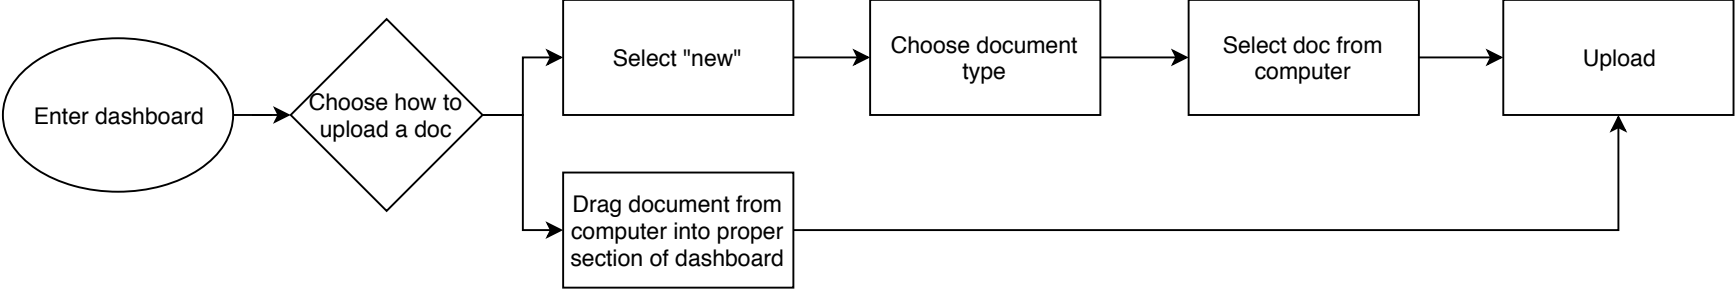 Enter dashboard
Choose how to
upload a doc
Select "new"
Choose document
type
Select doc from
computer
Upload
Drag document from
computer into proper
section of dashboard